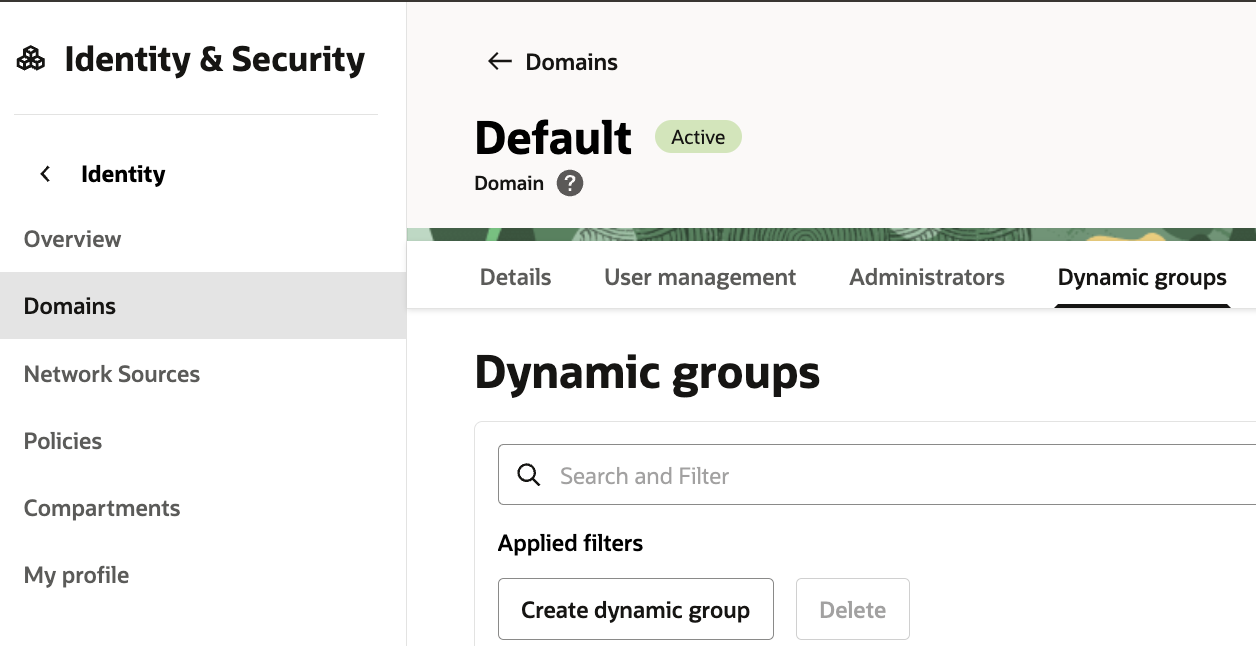 Identity & Security
Identity
Overview
Domains
Network Sources
Policies
Compartments
My profile
Domains
Default
Active
Domain ?
Details User management Administrators Dynamic groups
Dynamic groups
Search and Filter
Applied filters
Create dynamic group Delete